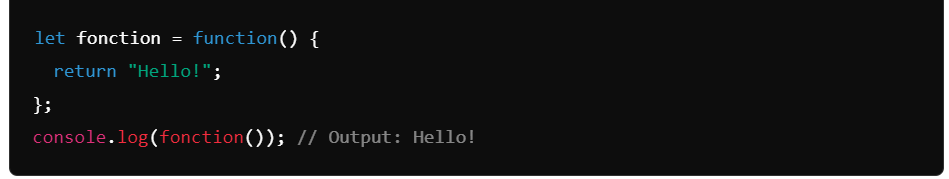 let fonction = function() {
  return "Hello!";
};
console.log(fonction()); // Output: Hello!